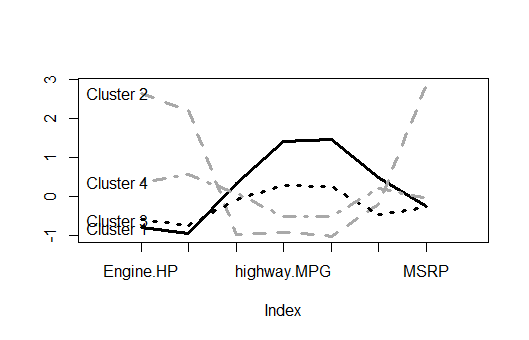 3
2
1
0
-1
Cluster 2
Cluster 4
Cluster 3
Cluster 1
Engine.HP highway.MPG MSRP
Index